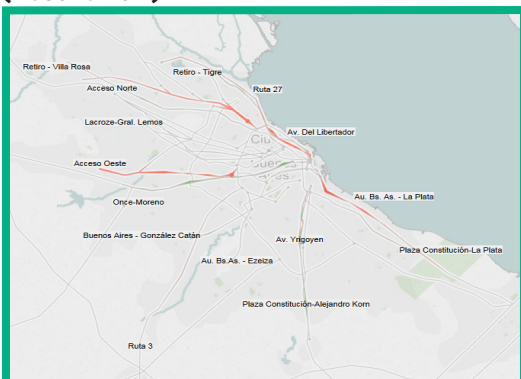 Retiro - Villa Rosa
Retiro - Tigre
Acceso Norte
Ruta 27
Lacroze-Gral. Lemos
Av. Del Libertador
Acceso Oeste
Au. Bs. As. - La Plata
Once-Moreno
Buenos Aires - González Catán
Av. Yrigoyen
Plaza Constitución-La Plata
Au. Bs.As. - Ezeiza
Plaza Constitución-Alejandro Korn
Ruta 3